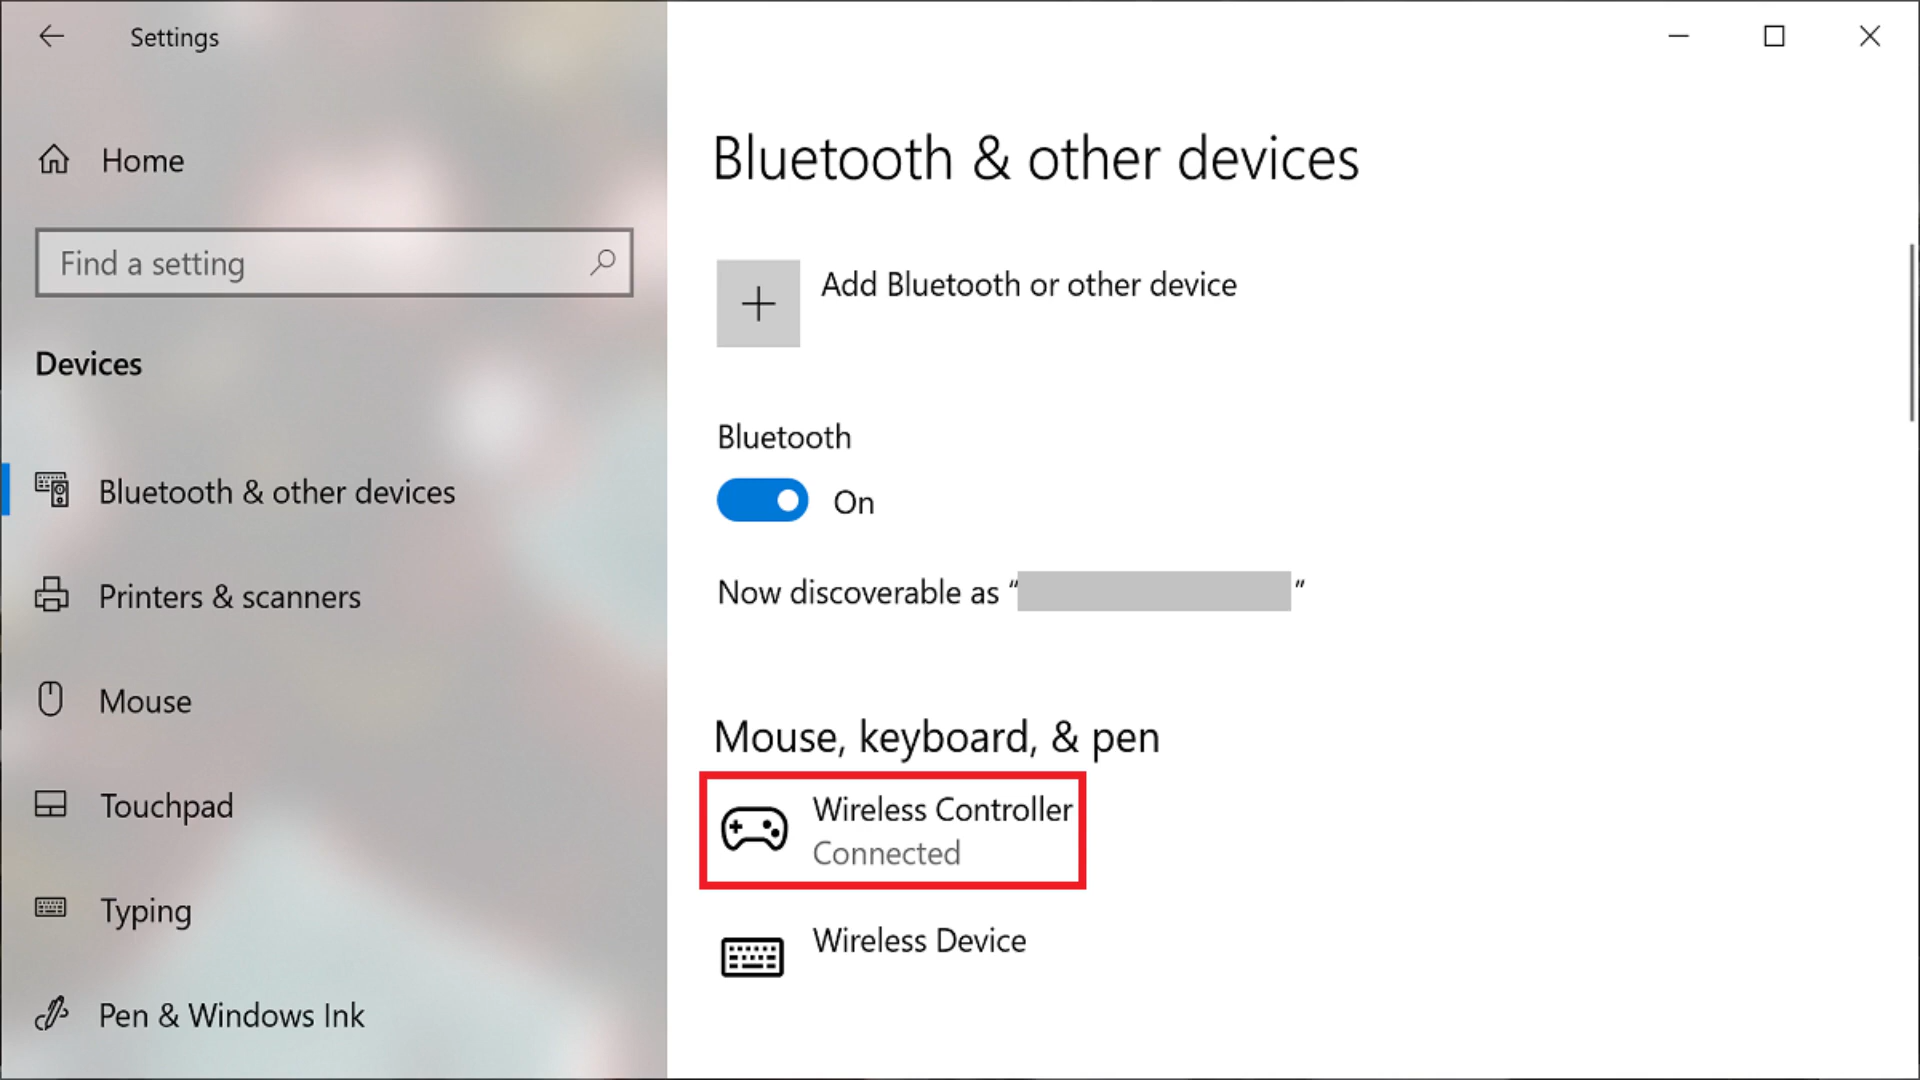 Settings
Home
Find a setting
Devices
Bluetooth & other devices
Printers & scanners
Mouse
Touchpad
Typing
Pen & Windows Ink
Bluetooth & other devices
Add Bluetooth or other device
Bluetooth
On
Now discoverable as “ ”
Mouse, keyboard, & pen
Wireless Controller
Connected
Wireless Device